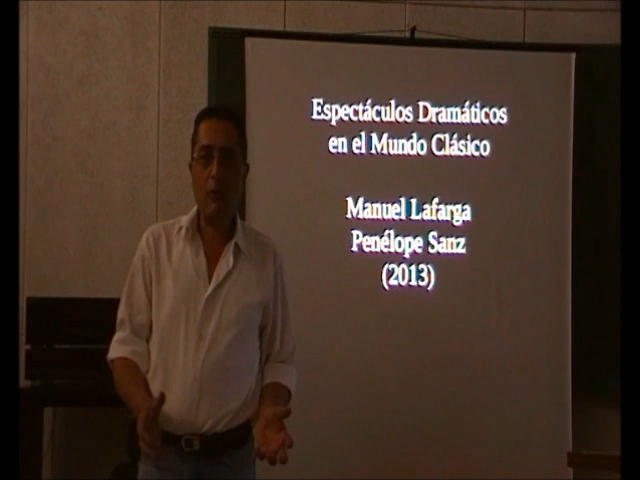 Espectáculos Dramáticos
en el Mundo Clásico
Manuel Lafarga
Penélope Sanz
(2013)